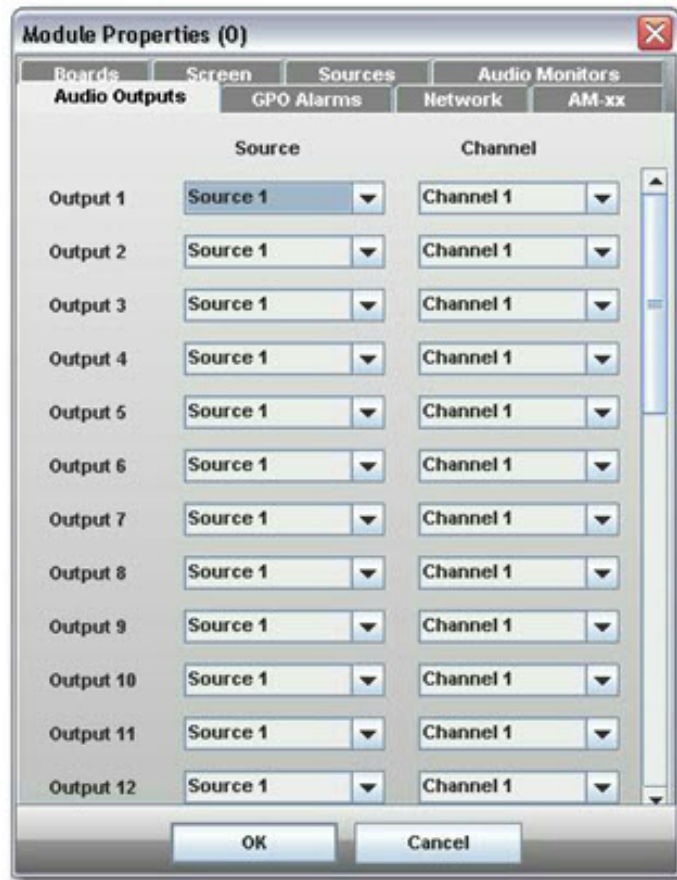 Module Properties (0)
Boards Screen Sources Audio Monitors
Audio Outputs GPO Alarms Network AM-xx
Source Channel
Output 1 Source 1 Channel 1
Output 2 Source 1 Channel 1
Output 3 Source 1 Channel 1
Output 4 Source 1 Channel 1
Output 5 Source 1 Channel 1
Output 6 Source 1 Channel 1
Output 7 Source 1 Channel 1
Output 8 Source 1 Channel 1
Output 9 Source 1 Channel 1
Output 10 Source 1 Channel 1
Output 11 Source 1 Channel 1
Output 12 Source 1 Channel 1
OK Cancel